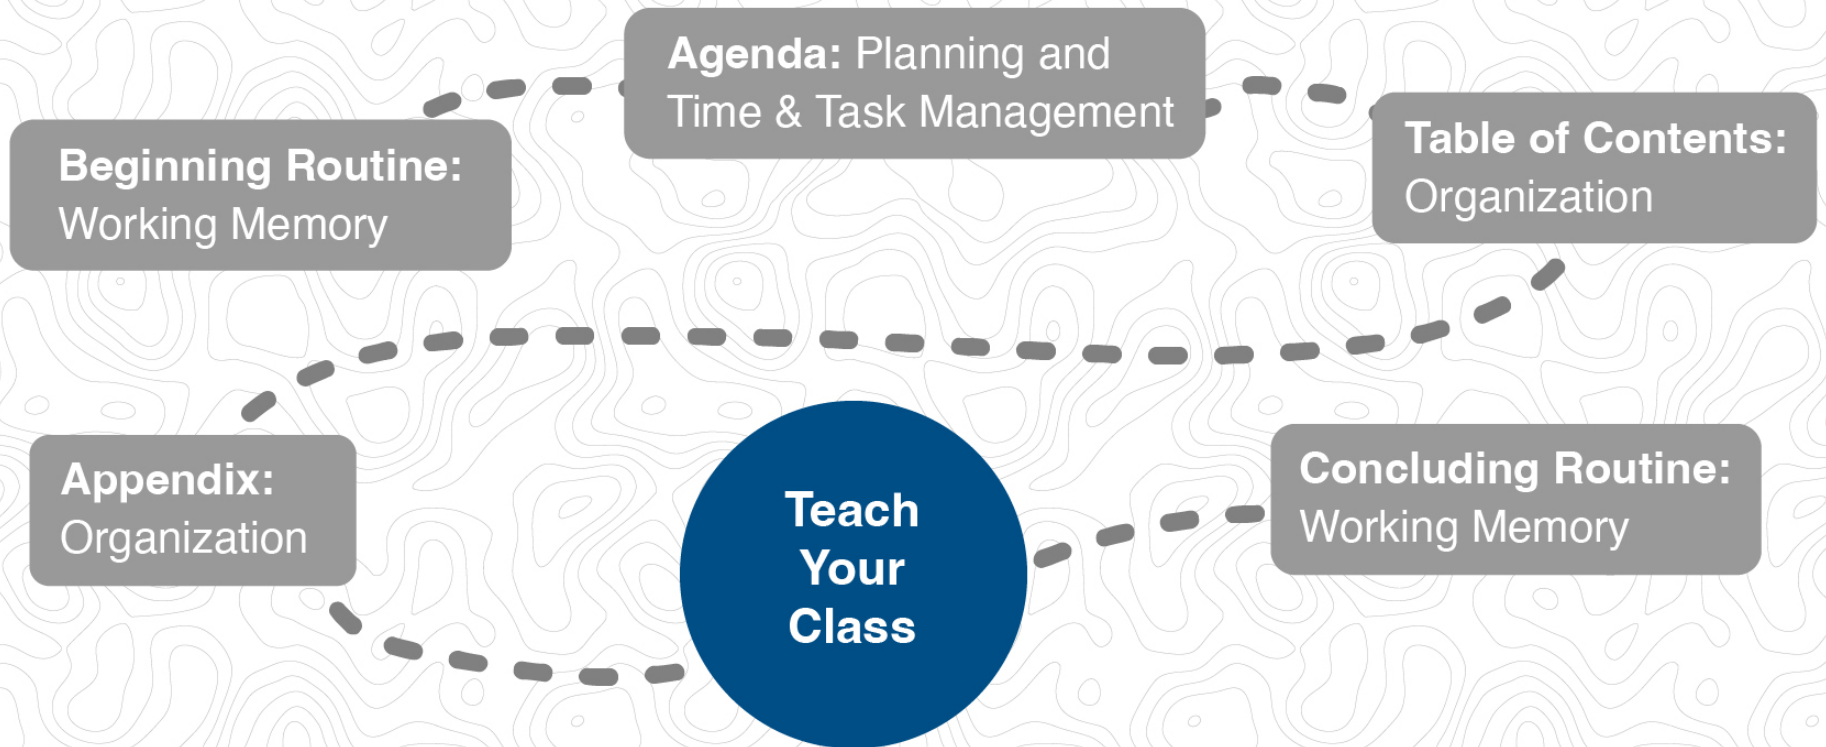 Beginning Routine:
Working Memory
Agenda: Planning and
Time & Task Management
Table of Contents:
Organization
Appendix:
Organization
Teach
Your
Class
Concluding Routine:
Working Memory